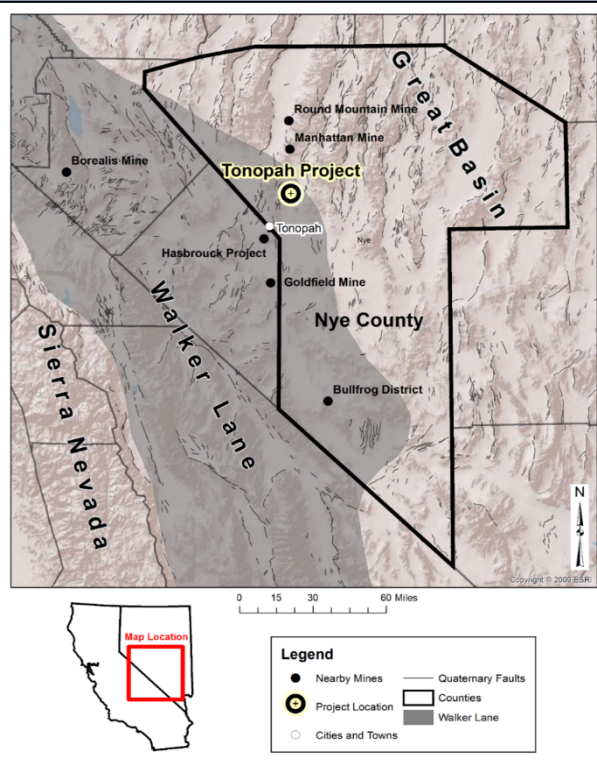 Great Basin
Round Mountain Mine
Manhattan Mine
Borealis Mine
Tonopah Project
Tonopah
Nye
Hasbrouck Project
Goldfield Mine
Walker Lane
Nye County
Sierra Nevada
Bullfrog District
N
Copyright © 2009 ESRI
0 15 30 60 Miles
Map Location
Legend
Nearby Mines
Quaternary Faults
Project Location
Counties
Walker Lane
Cities and Towns